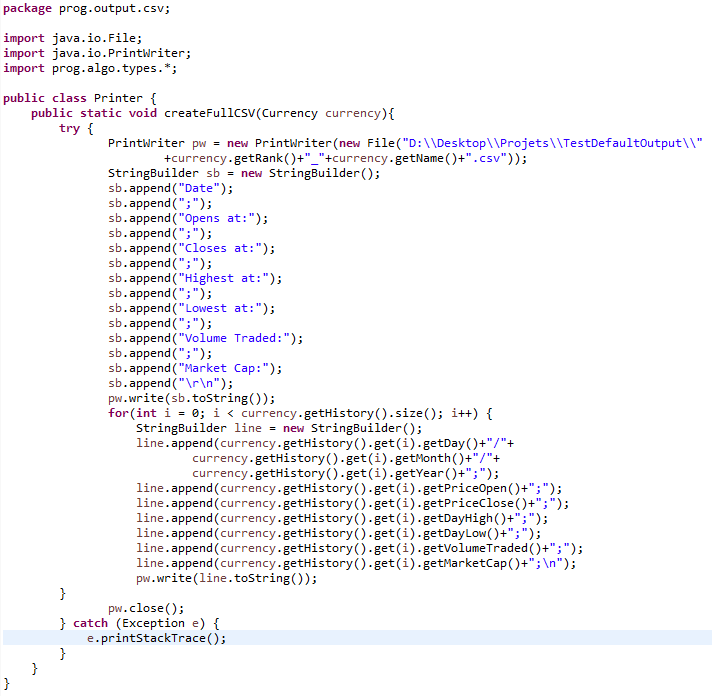 package prog.output.csv;

import java.io.File;
import java.io.PrintWriter;
import prog.algo.types.*;

public class Printer {
    public static void createFullCSV(Currency currency){
        try {
               PrintWriter pw = new PrintWriter(new File("D:\\Desktop\\Projets\\TestDefaultOutput\\"
                       +currency.getRank()+"_"+currency.getName()+".csv"));
               StringBuilder sb = new StringBuilder();
               sb.append("Date");
               sb.append(";");
               sb.append("Opens at:");
               sb.append(";");
               sb.append("Closes at:");
               sb.append(";");
               sb.append("Highest at:");
               sb.append(";");
               sb.append("Lowest at:");
               sb.append(";");
               sb.append("Volume Traded:");
               sb.append(";");
               sb.append("Market Cap:");
               sb.append("\r\n");
               pw.write(sb.toString());
               for(int i = 0; i < currency.getHistory().size(); i++) {
                   StringBuilder line = new StringBuilder();
                   line.append(currency.getHistory().get(i).getDay()+"/"+
                           currency.getHistory().get(i).getMonth()+"/"+
                           currency.getHistory().get(i).getYear()+";");
                   line.append(currency.getHistory().get(i).getPriceOpen()+";");
                   line.append(currency.getHistory().get(i).getPriceClose()+";");
                   line.append(currency.getHistory().get(i).getDayHigh()+";");
                   line.append(currency.getHistory().get(i).getDayLow()+";");
                   line.append(currency.getHistory().get(i).getVolumeTraded()+";");
                   line.append(currency.getHistory().get(i).getMarketCap()+";\n");
                   pw.write(line.toString());
        }
               pw.close();
        } catch (Exception e) {
            e.printStackTrace();
        }
    }
}